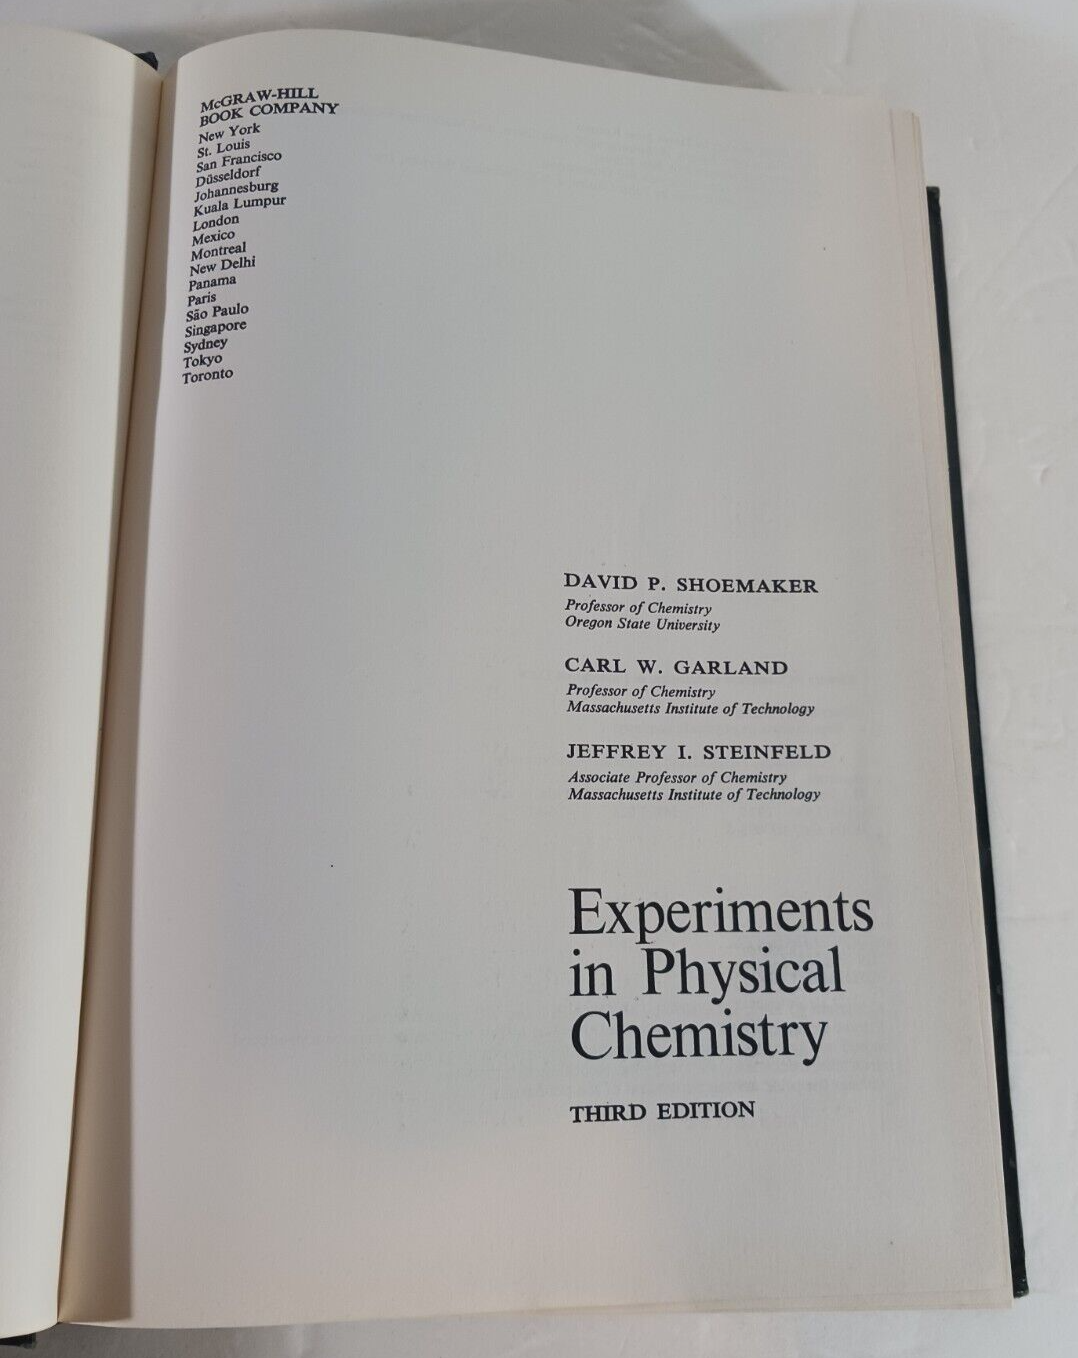 McGRAW-HILL
BOOK COMPANY
New York
St. Louis
San Francisco
Düsseldorf
Johannesburg
Kuala Lumpur
London
Mexico
Montreal
New Delhi
Panama
Paris
São Paulo
Singapore
Sydney
Tokyo
Toronto
DAVID P. SHOEMAKER
Professor of Chemistry
Oregon State University
CARL W. GARLAND
Professor of Chemistry
Massachusetts Institute of Technology
JEFFREY I. STEINFELD
Associate Professor of Chemistry
Massachusetts Institute of Technology
Experiments
in Physical
Chemistry
THIRD EDITION